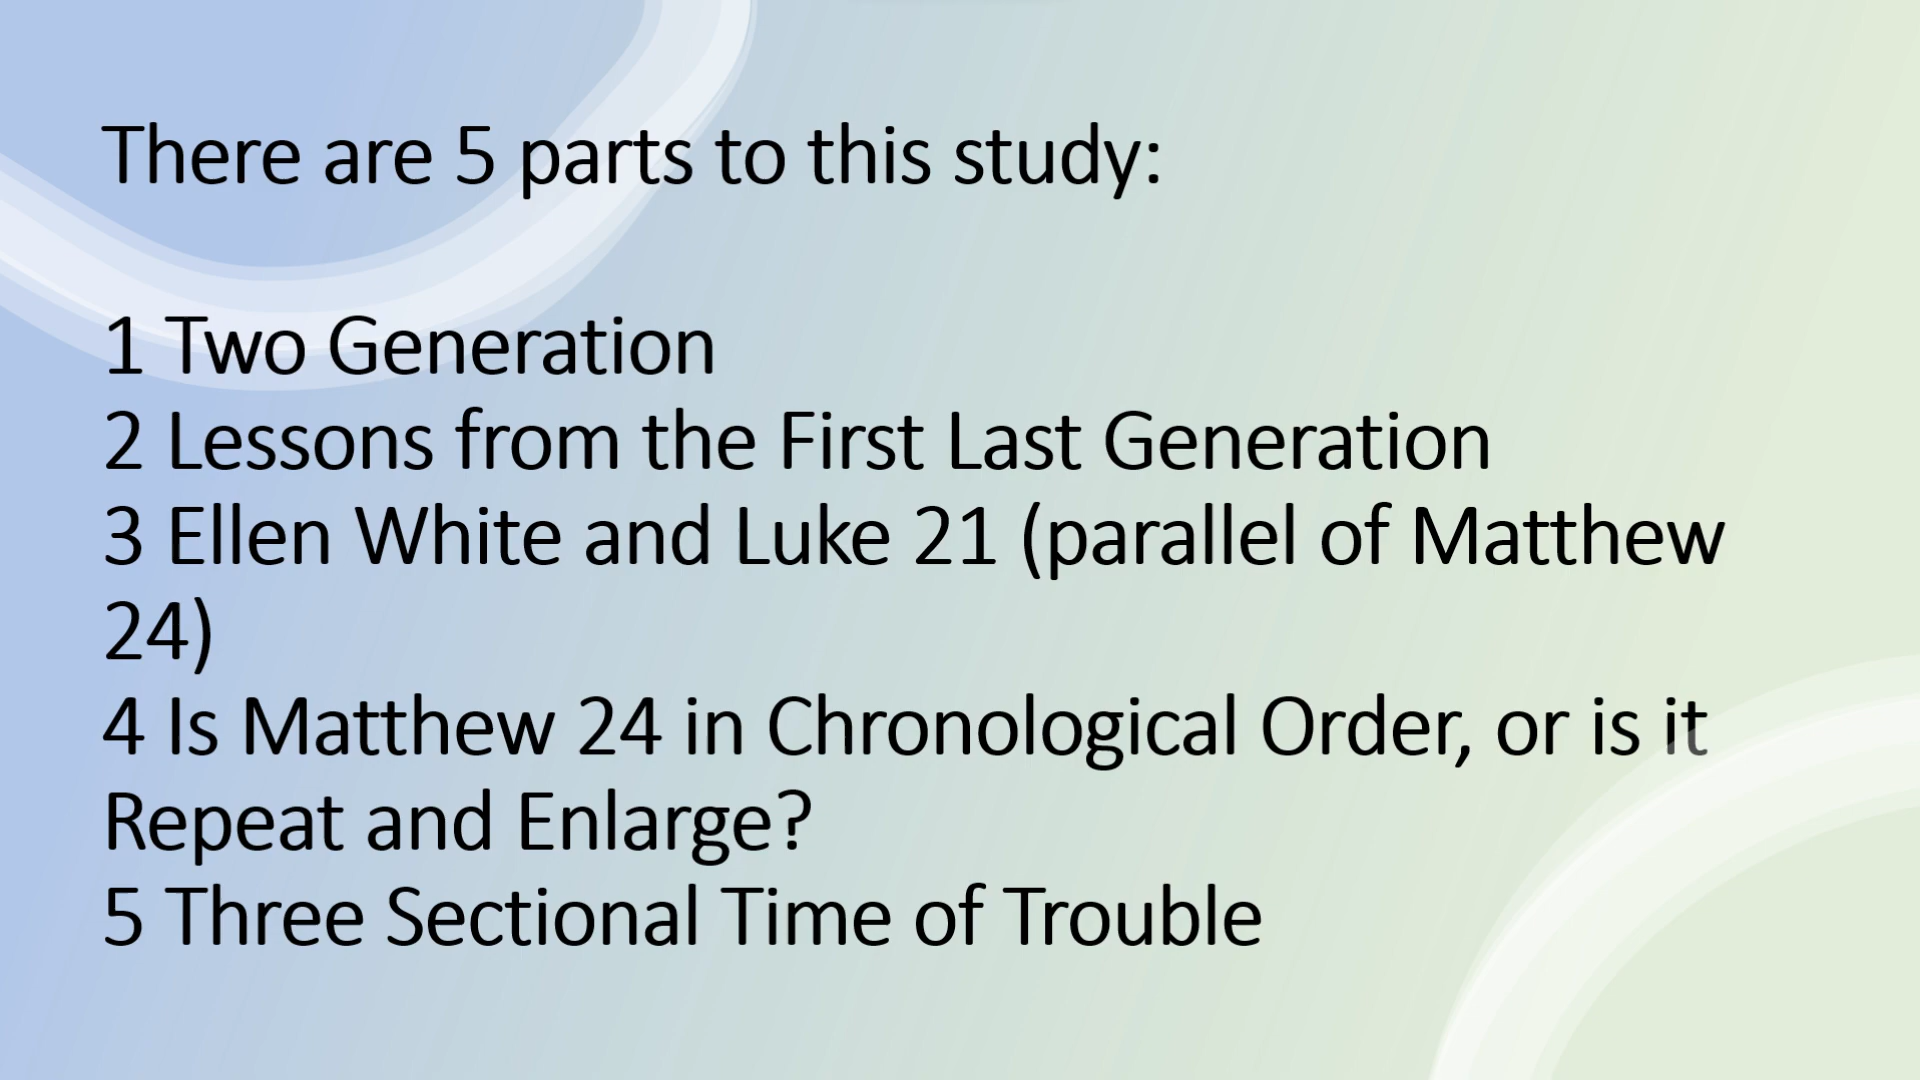 There are 5 parts to this study:
1 Two Generation
2 Lessons from the First Last Generation
3 Ellen White and Luke 21 (parallel of Matthew
24)
4 Is Matthew 24 in Chronological Order, or is it
Repeat and Enlarge?
5 Three Sectional Time of Trouble